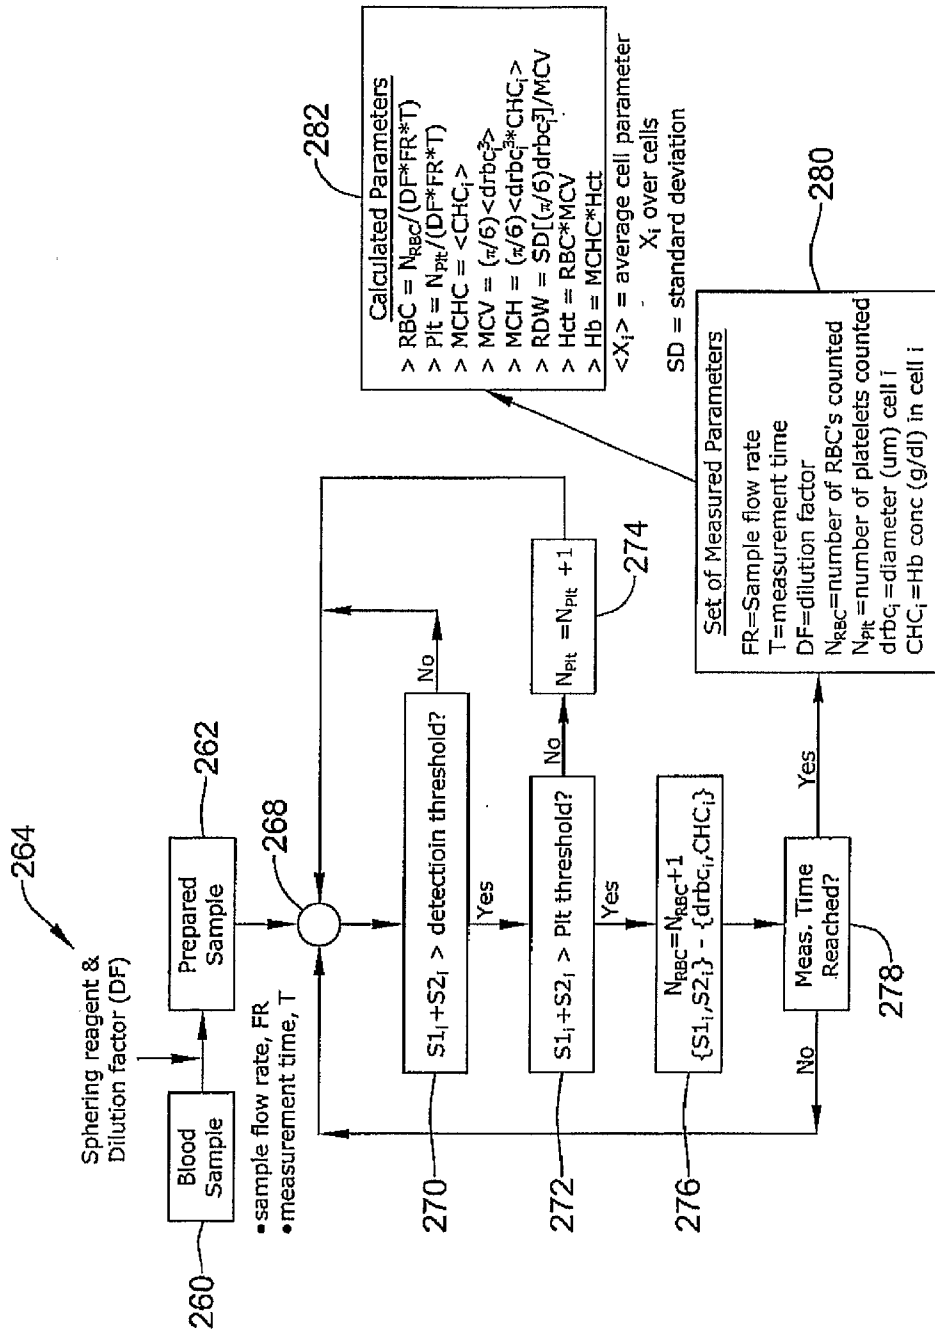 264
Sphering reagent &
Dilution factor (DF)
Blood
Sample
260
Prepared
Sample
262
• sample flow rate, FR
• measurement time, T
268
S1i+S2i > detectioin threshold?
270
No
Yes
S1i+S2i > Plt threshold?
272
No
NPlt =NPlt +1
274
Yes
NRBC=NRBC+1
{S1i,S2i} - {drbci,CHCi}
276
Meas. Time
Reached?
278
No
Yes
Set of Measured Parameters
FR=Sample flow rate
T=measurement time
DF=dilution factor
NRBC=number of RBC's counted
NPlt=number of platelets counted
drbci=diameter (um) cell i
CHCi=Hb conc (g/dl) in cell i
280
Calculated Parameters
> RBC = NRBC/(DF*FR*T)
> Plt = NPlt/(DF*FR*T)
> MCHC = <CHCi>
> MCV = (π/6)<drbci³>
> MCH = (π/6)<drbci³*CHCi>
> RDW = SD[(π/6)drbci³]/MCV
> Hct = RBC*MCV
> Hb = MCHC*Hct
282
<Xi> = average cell parameter
Xi over cells
SD = standard deviation